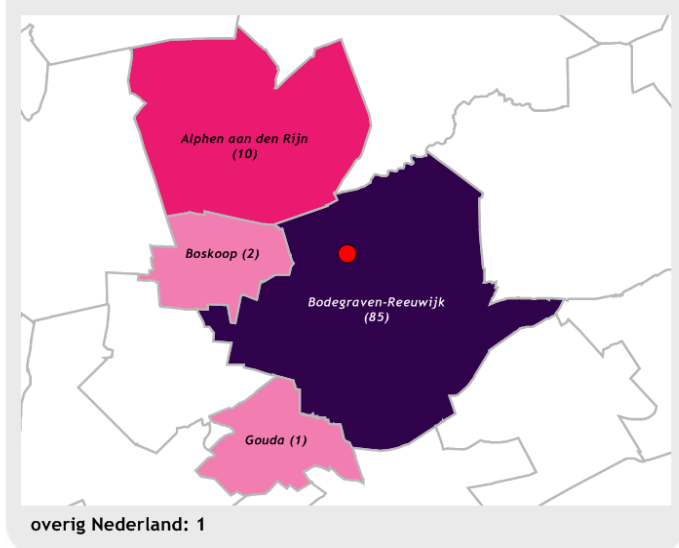 Alphen aan den Rijn
(10)
Boskoop (2)
Bodegraven-Reeuwijk
(85)
Gouda (1)
overig Nederland: 1